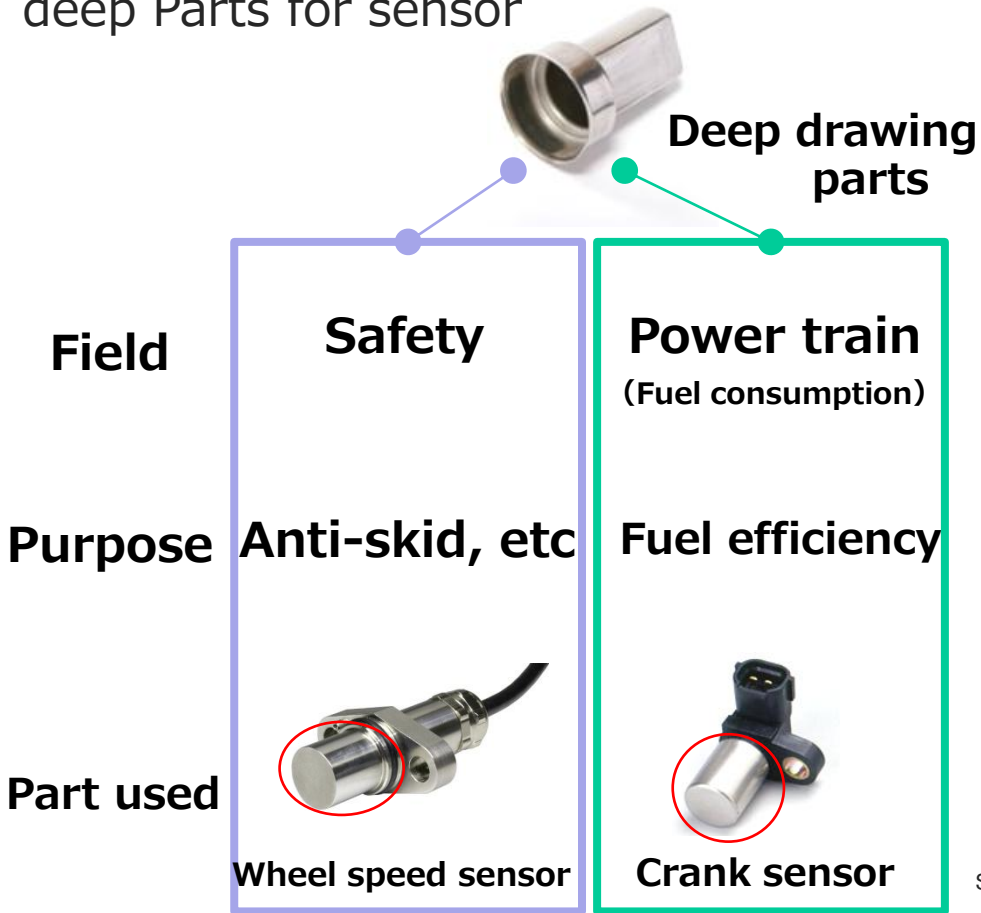 deep Parts for sensor
Deep drawing
parts
Field
Safety
Power train
（Fuel consumption）
Purpose
Anti-skid, etc
Fuel efficiency
Part used
Wheel speed sensor
Crank sensor